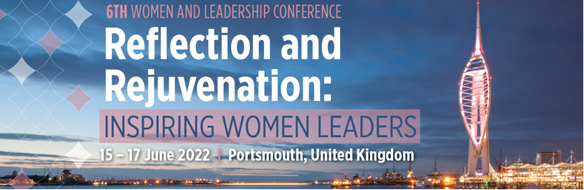 6TH WOMEN AND LEADERSHIP CONFERENCE
Reflection and
Rejuvenation:
INSPIRING WOMEN LEADERS
15 – 17 June 2022 | Portsmouth, United Kingdom